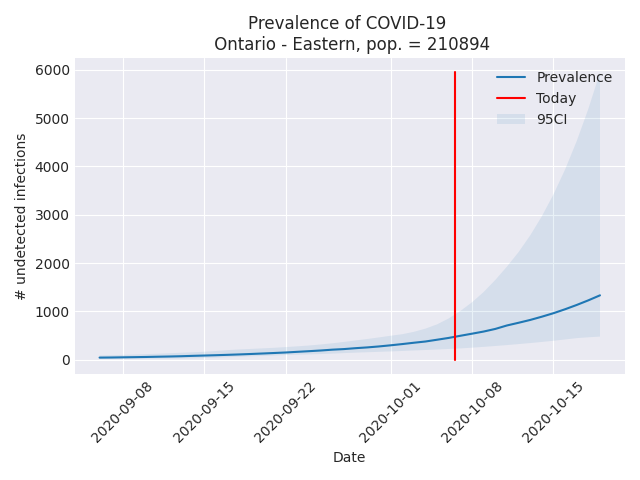 Prevalence of COVID-19
Ontario - Eastern, pop. = 210894
6000
5000
4000
3000
2000
1000
0
# undetected infections
Prevalence
Today
95CI
2020-09-08
2020-09-15
2020-09-22
2020-10-01
2020-10-08
2020-10-15
Date